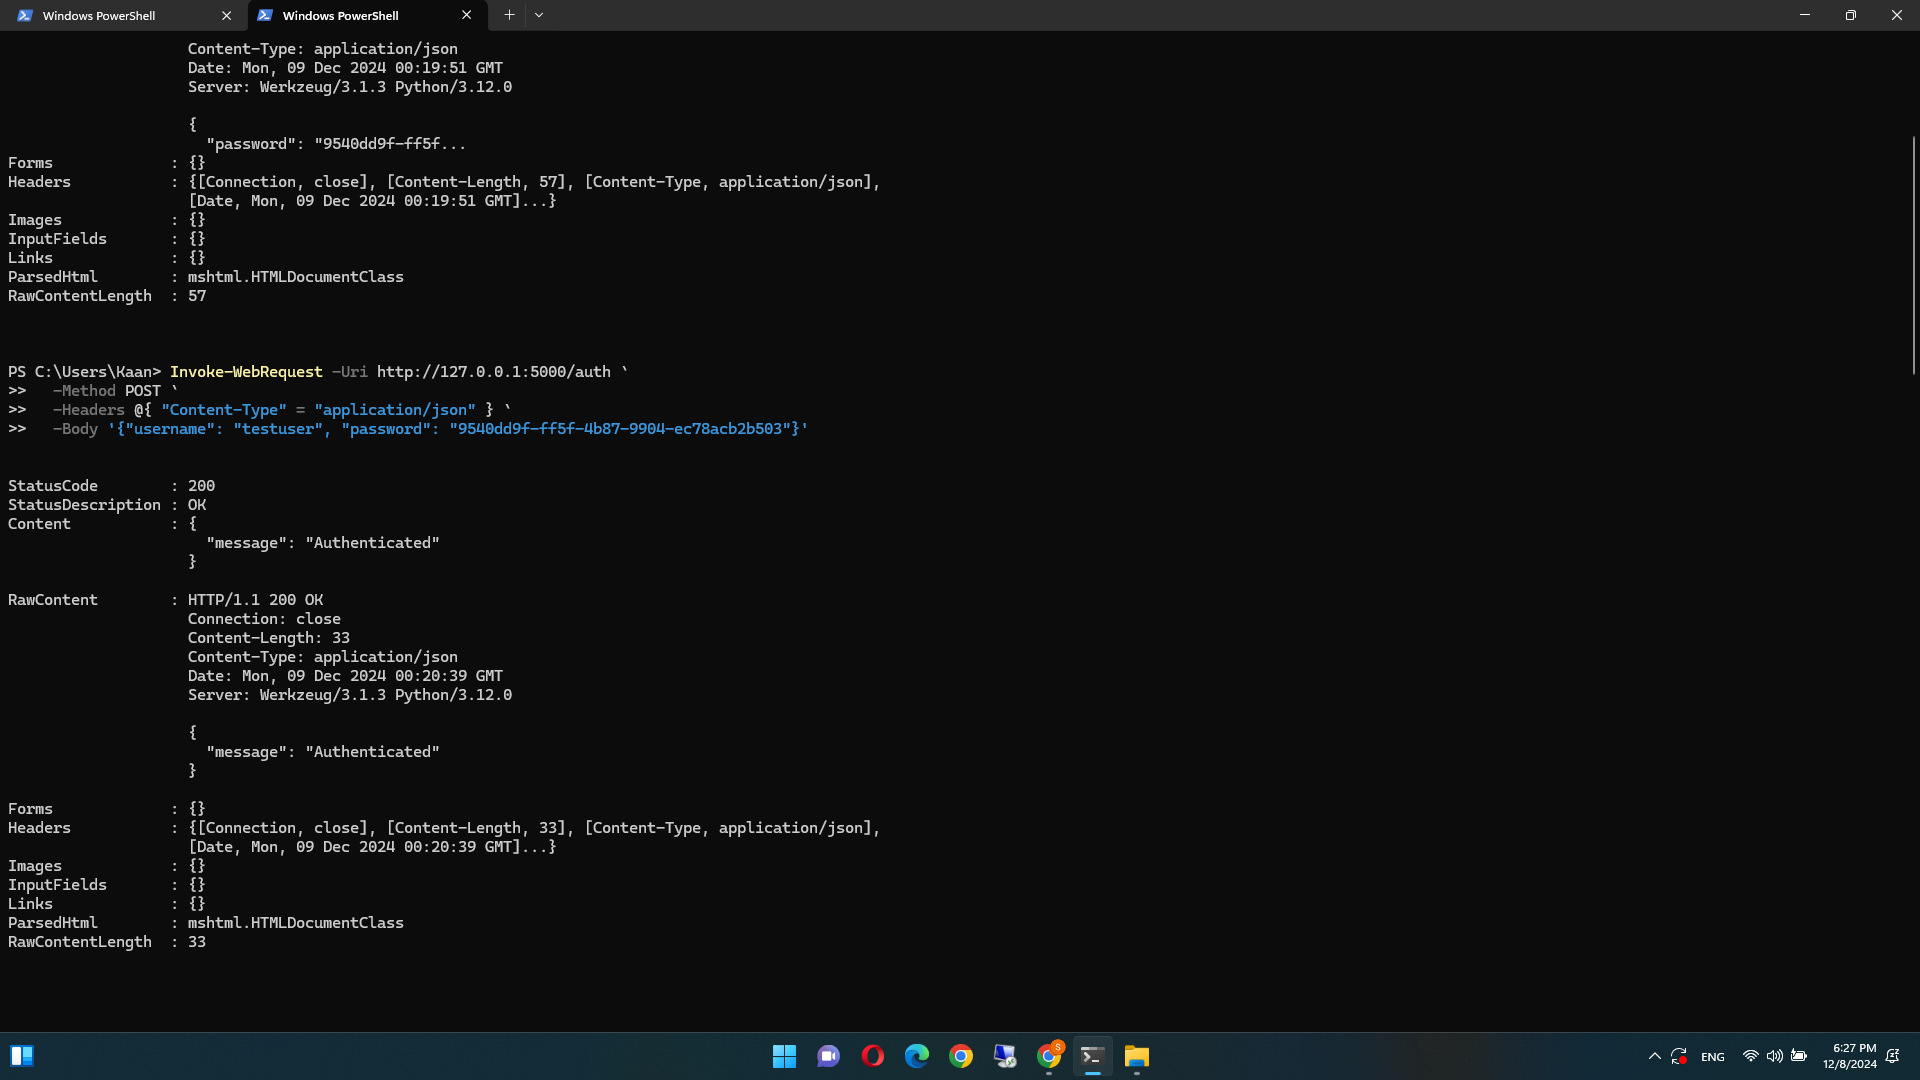 Windows PowerShell
Windows PowerShell
Content-Type: application/json
Date: Mon, 09 Dec 2024 00:19:51 GMT
Server: Werkzeug/3.1.3 Python/3.12.0
{
"password": "9540dd9f-ff5f...
Forms : {}
Headers : {[Connection, close], [Content-Length, 57], [Content-Type, application/json],
[Date, Mon, 09 Dec 2024 00:19:51 GMT]...}
Images : {}
InputFields : {}
Links : {}
ParsedHtml : mshtml.HTMLDocumentClass
RawContentLength : 57
PS C:\Users\Kaan> Invoke-WebRequest -Uri http://127.0.0.1:5000/auth `
>> -Method POST `
>> -Headers @{ "Content-Type" = "application/json" } `
>> -Body '{"username": "testuser", "password": "9540dd9f-ff5f-4b87-9904-ec78acb2b503"}'
StatusCode : 200
StatusDescription : OK
Content : {
"message": "Authenticated"
}
RawContent : HTTP/1.1 200 OK
Connection: close
Content-Length: 33
Content-Type: application/json
Date: Mon, 09 Dec 2024 00:20:39 GMT
Server: Werkzeug/3.1.3 Python/3.12.0
{
"message": "Authenticated"
}
Forms : {}
Headers : {[Connection, close], [Content-Length, 33], [Content-Type, application/json],
[Date, Mon, 09 Dec 2024 00:20:39 GMT]...}
Images : {}
InputFields : {}
Links : {}
ParsedHtml : mshtml.HTMLDocumentClass
RawContentLength : 33
S
ENG
6:27 PM
12/8/2024